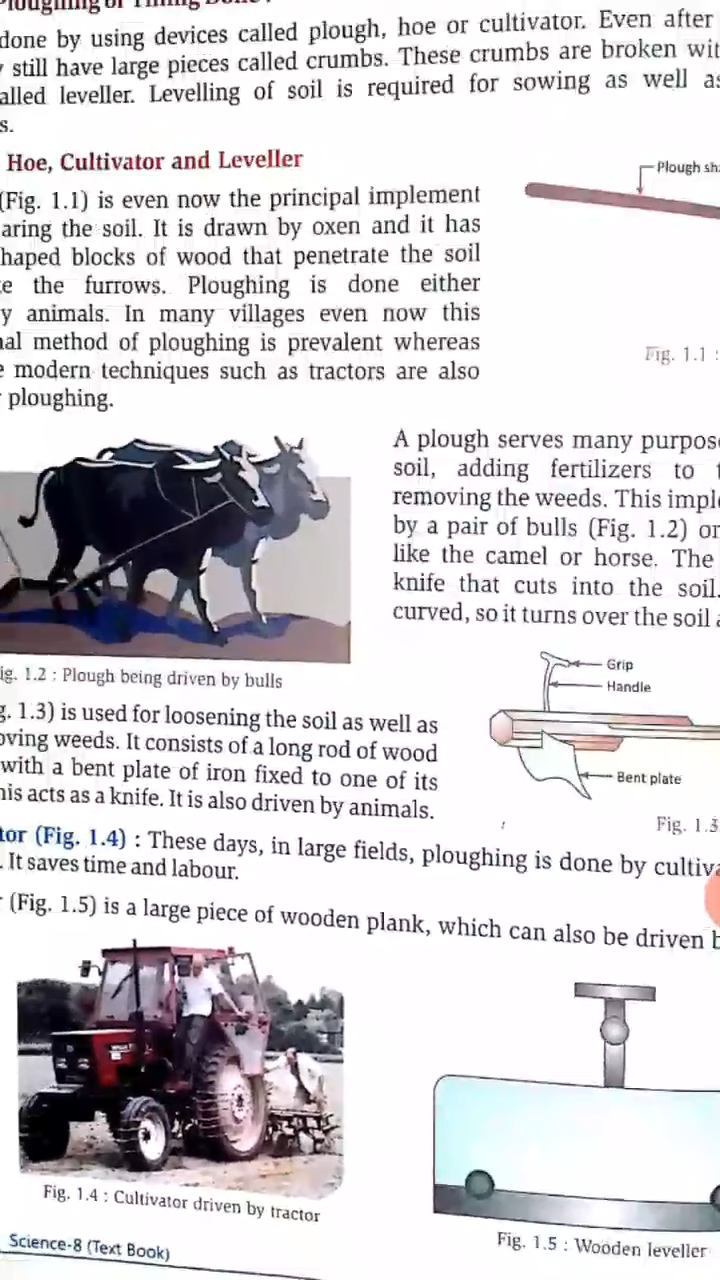 Ploughing or Tilling Done?
done by using devices called plough, hoe or cultivator. Even after
still have large pieces called crumbs. These crumbs are broken wit
alled leveller. Levelling of soil is required for sowing as well as
s.
Hoe, Cultivator and Leveller
(Fig. 1.1) is even now the principal implement
aring the soil. It is drawn by oxen and it has
haped blocks of wood that penetrate the soil
e the furrows. Ploughing is done either
y animals. In many villages even now this
al method of ploughing is prevalent whereas
e modern techniques such as tractors are also
ploughing.
Plough sh
Fig. 1.1 :
A plough serves many purpose
soil, adding fertilizers to t
removing the weeds. This imple
by a pair of bulls (Fig. 1.2) or
like the camel or horse. The
knife that cuts into the soil.
curved, so it turns over the soil a
ig. 1.2 : Plough being driven by bulls
Grip
Handle
Bent plate
Fig. 1.3
g. 1.3) is used for loosening the soil as well as
oving weeds. It consists of a long rod of wood
with a bent plate of iron fixed to one of its
his acts as a knife. It is also driven by animals.
tor (Fig. 1.4) : These days, in large fields, ploughing is done by cultiva
. It saves time and labour.
r (Fig. 1.5) is a large piece of wooden plank, which can also be driven b
Fig. 1.4 : Cultivator driven by tractor
Fig. 1.5 : Wooden leveller
Science-8 (Text Book)